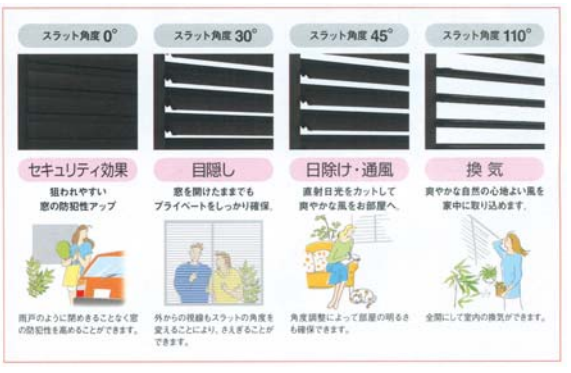 スラット角度 0°
スラット角度 30°
スラット角度 45°
スラット角度 110°
セキュリティ効果
狙われやすい
窓の防犯性アップ
雨戸のように閉めきることなく窓
の防犯性を高めることができます。
目隠し
窓を開けたままでも
プライベートをしっかり確保.
外からの視線もスラットの角度を
変えることにより、さえぎることが
できます。
日除け・通風
直射日光をカットして
爽やかな風をお部屋へ.
角度調整によって部屋の明るさ
も確保できます。
換気
爽やかな自然の心地よい風を
家中に取り込めます.
全開にして室内の換気ができます。